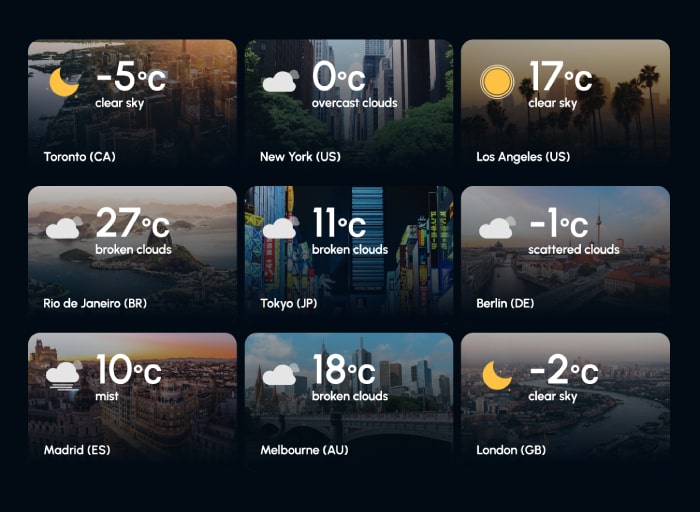 -5°C
clear sky
Toronto (CA)
0°C
overcast clouds
New York (US)
17°C
clear sky
Los Angeles (US)
27°C
broken clouds
Rio de Janeiro (BR)
11°C
broken clouds
Tokyo (JP)
-1°C
scattered clouds
Berlin (DE)
10°C
mist
Madrid (ES)
18°C
broken clouds
Melbourne (AU)
-2°C
clear sky
London (GB)